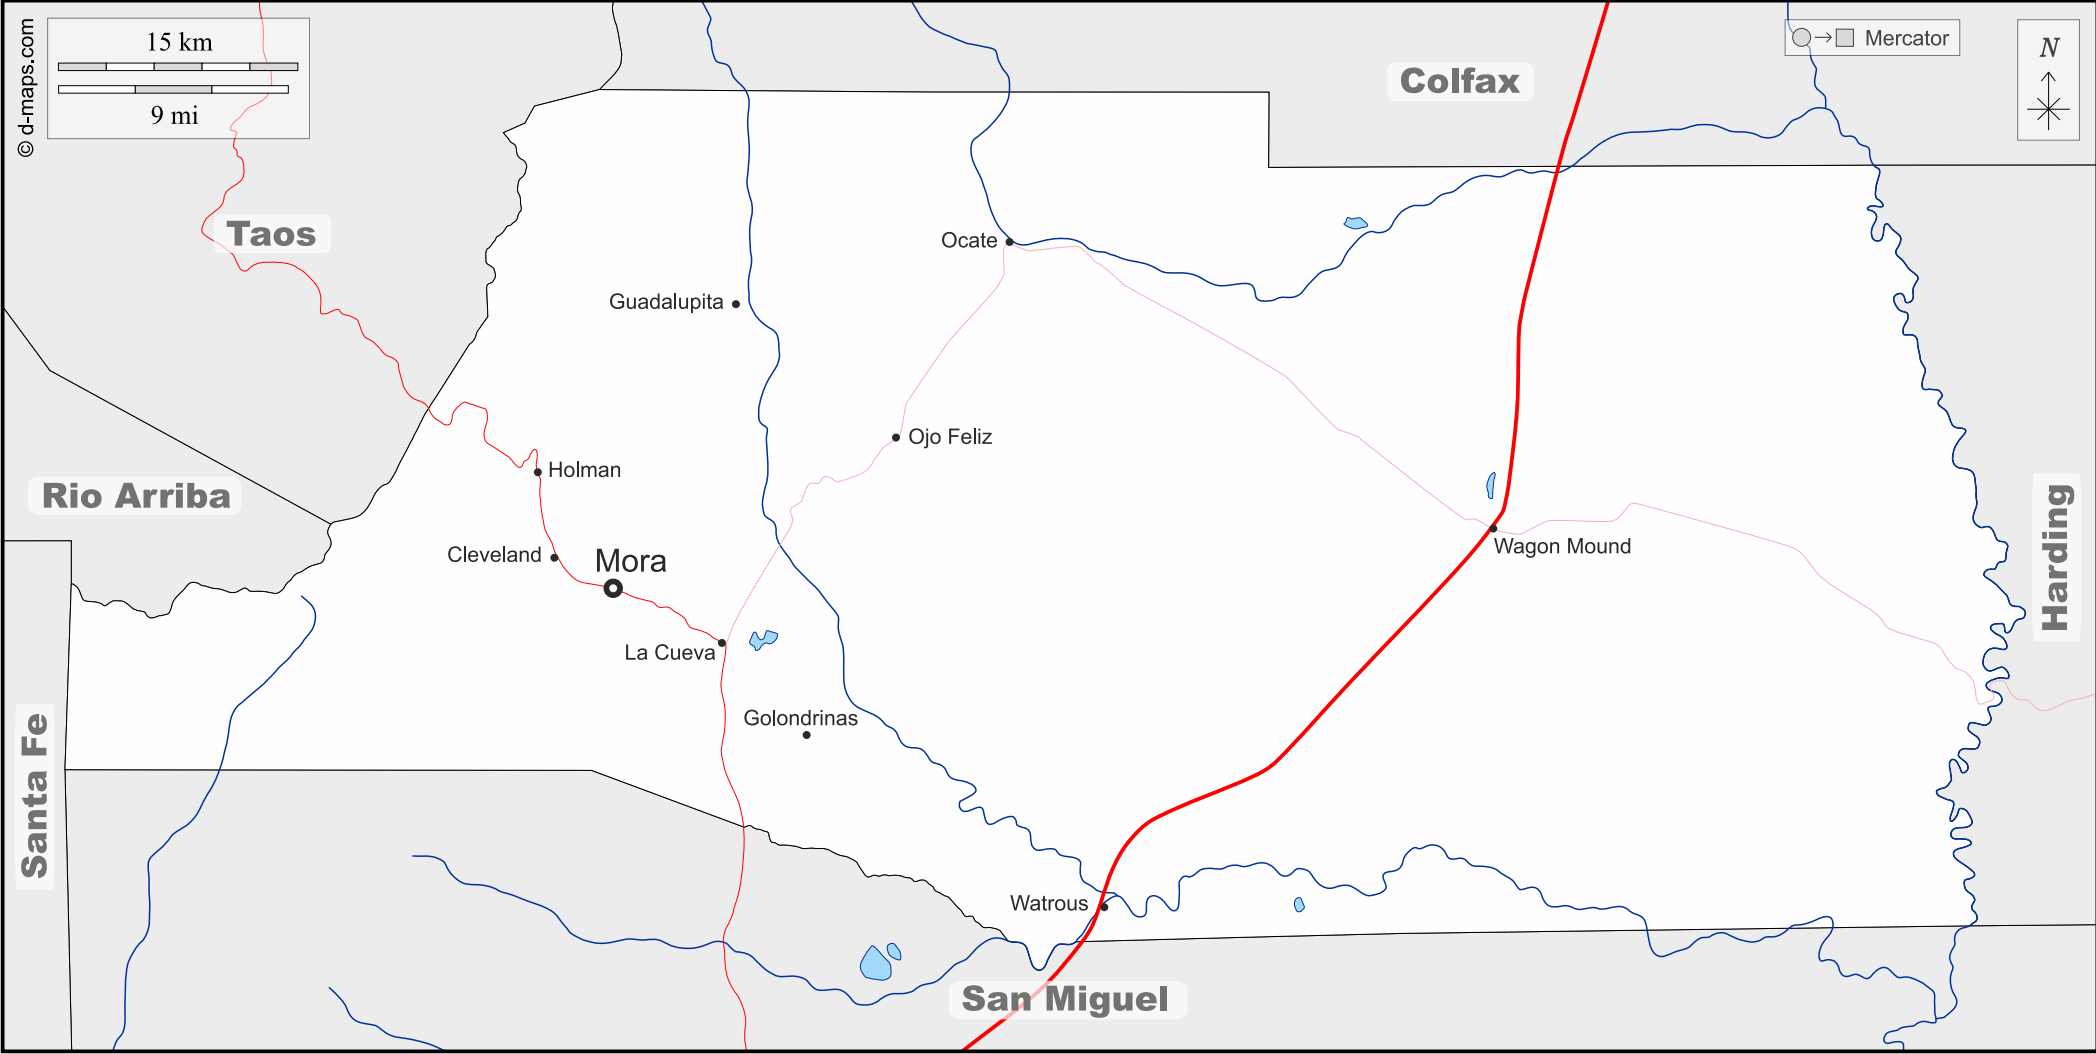 © d-maps.com
15 km
9 mi
Mercator
N
Colfax
Taos
Ocate
Guadalupita
Ojo Feliz
Holman
Rio Arriba
Harding
Wagon Mound
Cleveland
Mora
La Cueva
Golondrinas
Santa Fe
Watrous
San Miguel